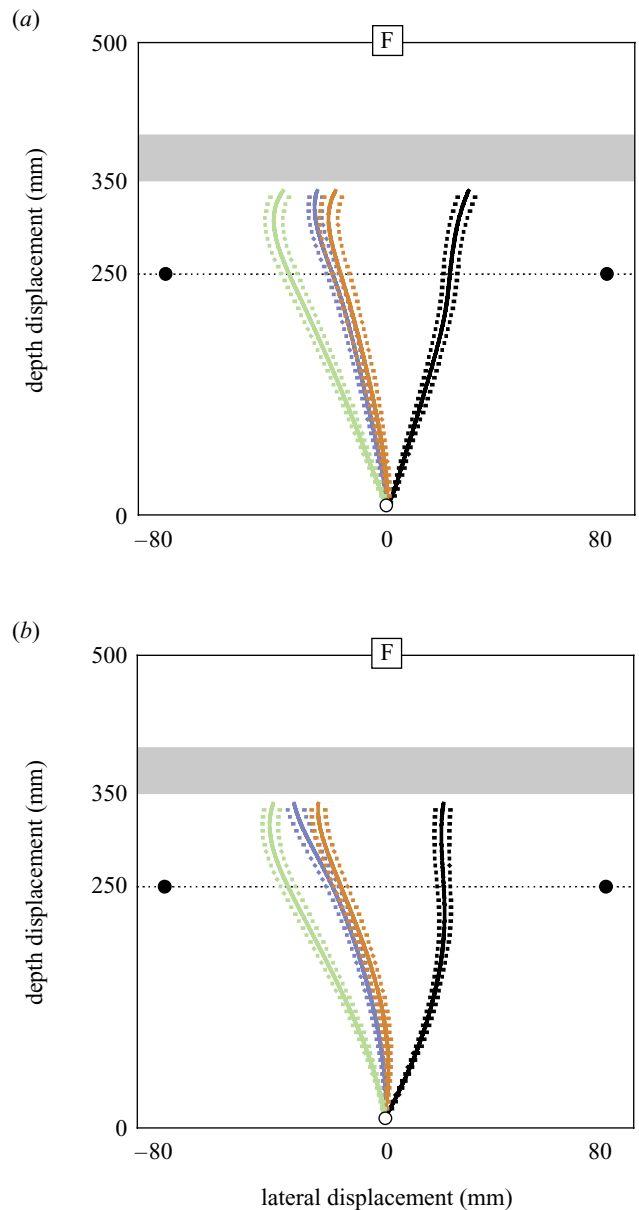 (a)
F
500
350
250
0
depth displacement (mm)
–80
0
80
(b)
F
500
350
250
0
depth displacement (mm)
–80
0
80
lateral displacement (mm)